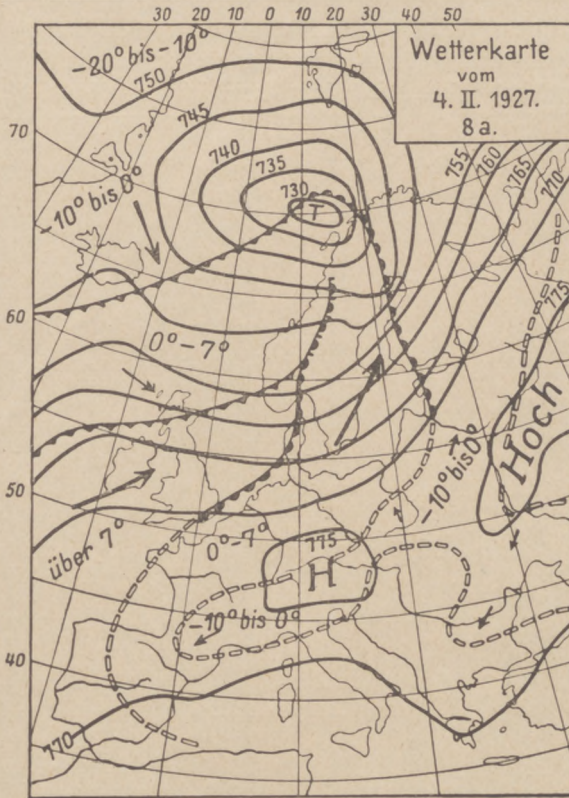 30 20 10 0 10 20 30 40 50
Wetterkarte
vom
4. II. 1927.
8a.
-20° bis -10°
750
70
745
740
735
730
T
755
760
765
770
775
-10° bis 0°
60
0°-7°
Hoch
-10° bis 0°
50
über 7°
0°-7°
775
H
-10° bis 0°
40
770